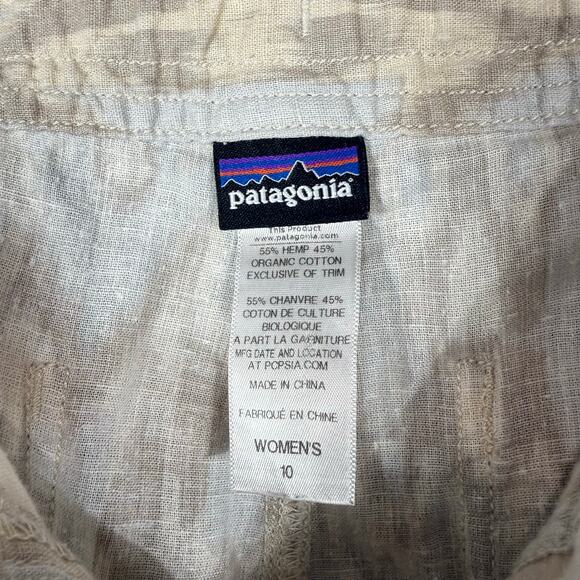 patagonia
This Product
www.patagonia.com
55% HEMP 45%
ORGANIC COTTON
EXCLUSIVE OF TRIM
55% CHANVRE 45%
COTON DE CULTURE
BIOLOGIQUE
A PART LA GARNITURE
MFG DATE AND LOCATION
AT PCPSIA.COM
MADE IN CHINA
FABRIQUÉ EN CHINE
WOMEN'S
10